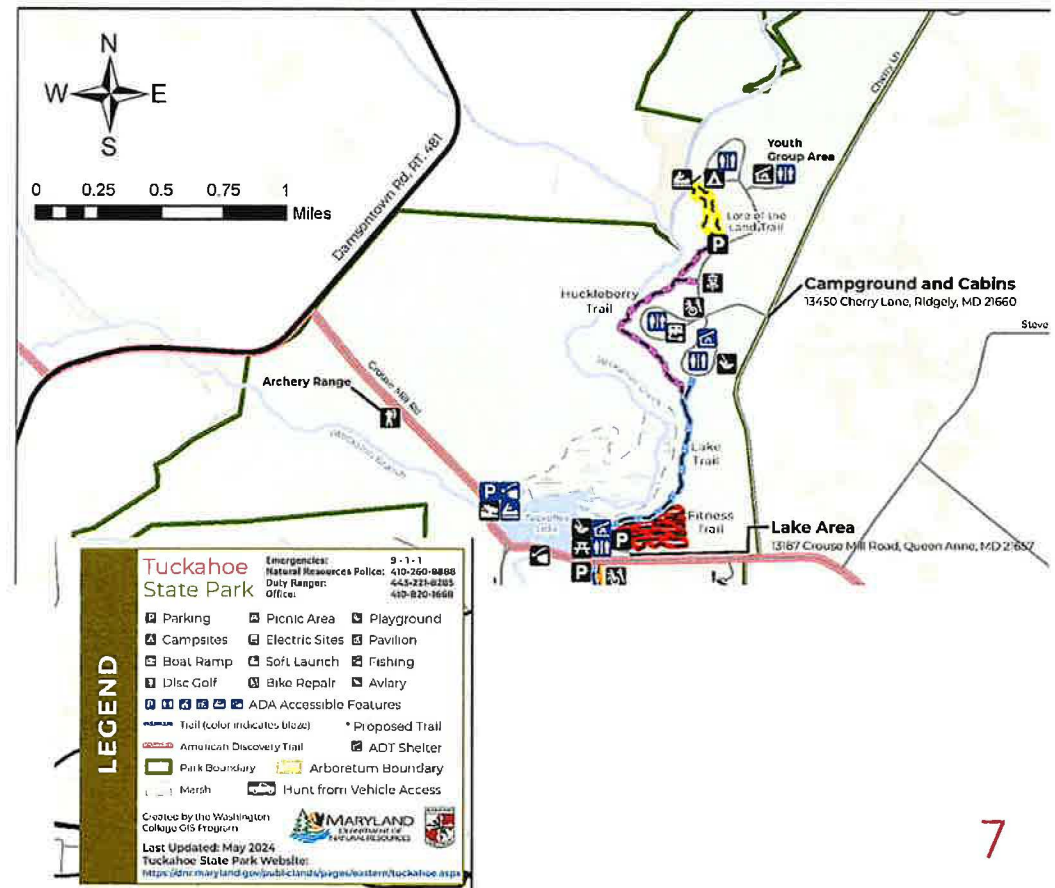 N
W E
S
0 0.25 0.5 0.75 1
Miles
Damsontown Rd, RT. 481
Cherry Ln
Youth
Group Area
Lore of the
Land Trail
Huckleberry
Trail
Campground and Cabins
13450 Cherry Lane, Ridgely, MD 21660
Steve
Archery Range
Crouse Mill Rd
Lake
Trail
Fitness
Trail
Lake Area
13187 Crouse Mill Road, Queen Anne, MD 21657
LEGEND
Tuckahoe
State Park
Emergencies: 9-1-1
Natural Resources Police: 410-260-8888
Duty Ranger:
Office: 410-820-1668
P Parking
Picnic Area
Playground
Campsites
Electric Sites
Pavilion
Boat Ramp
Soft Launch
Fishing
Disc Golf
Bike Repair
Aviary
P ADA Accessible Features
Trail (color indicates blaze)
* Proposed Trail
American Discovery Trail
ADT Shelter
Park Boundary
Arboretum Boundary
Marsh
Hunt from Vehicle Access
Created by the Washington
College GIS Program
MARYLAND
DEPARTMENT OF
NATURAL RESOURCES
Last Updated: May 2024
Tuckahoe State Park Website:
https://dnr.maryland.gov/publiclands/pages/eastern/tuckahoe.aspx
7